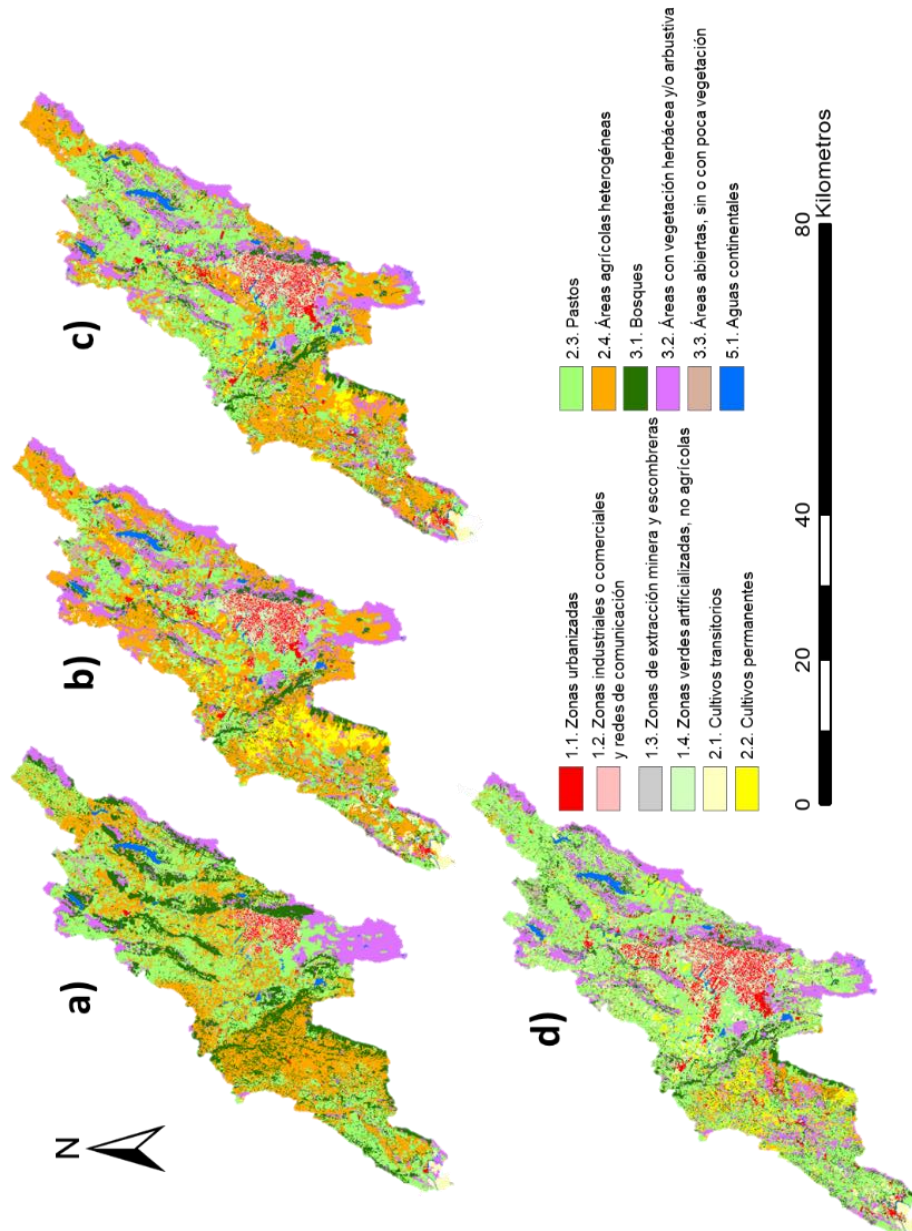 N
a)
b)
c)
d)
1.1. Zonas urbanizadas
1.2. Zonas industriales o comerciales
y redes de comunicación
1.3. Zonas de extracción minera y escombreras
1.4. Zonas verdes artificializadas, no agrícolas
2.1. Cultivos transitorios
2.2. Cultivos permanentes
2.3. Pastos
2.4. Áreas agrícolas heterogéneas
3.1. Bosques
3.2. Áreas con vegetación herbácea y/o arbustiva
3.3. Áreas abiertas, sin o con poca vegetación
5.1. Aguas continentales
0 20 40 80
Kilometros